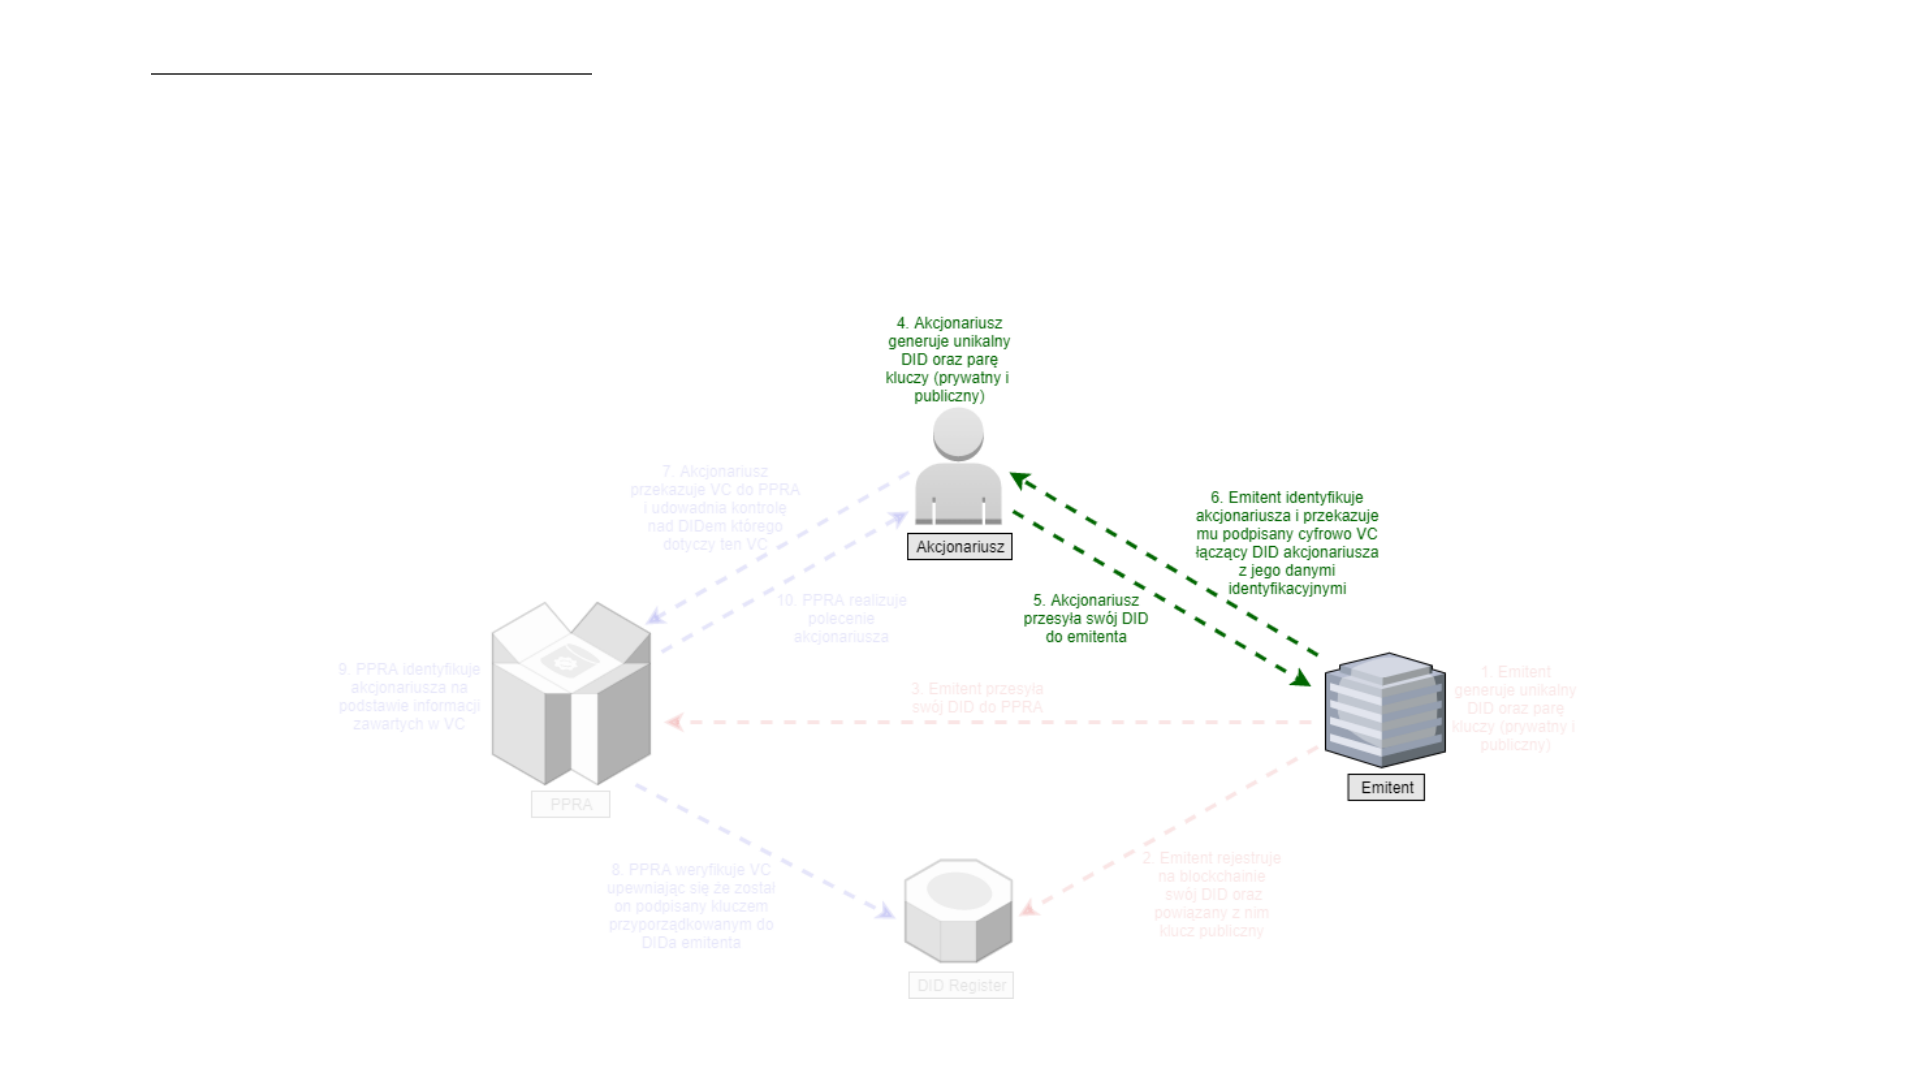 4. Akcjonariusz
generuje unikalny
DID oraz parę
kluczy (prywatny i
publiczny)
7. Akcjonariusz
przekazuje VC do PPRA
i udowadnia kontrolę
nad DIDem którego
dotyczy ten VC
Akcjonariusz
6. Emitent identyfikuje
akcjonariusza i przekazuje
mu podpisany cyfrowo VC
łączący DID akcjonariusza
z jego danymi
identyfikacyjnymi
10. PPRA realizuje
polecenie
akcjonariusza
5. Akcjonariusz
przesyła swój DID
do emitenta
9. PPRA identyfikuje
akcjonariusza na
podstawie informacji
zawartych w VC
3. Emitent przesyła
swój DID do PPRA
1. Emitent
generuje unikalny
DID oraz parę
kluczy (prywatny i
publiczny)
PPRA
Emitent
8. PPRA weryfikuje VC
upewniając się że został
on podpisany kluczem
przyporządkowanym do
DIDa emitenta
2. Emitent rejestruje
na blockchainie
swój DID oraz
powiązany z nim
klucz publiczny
DID Register